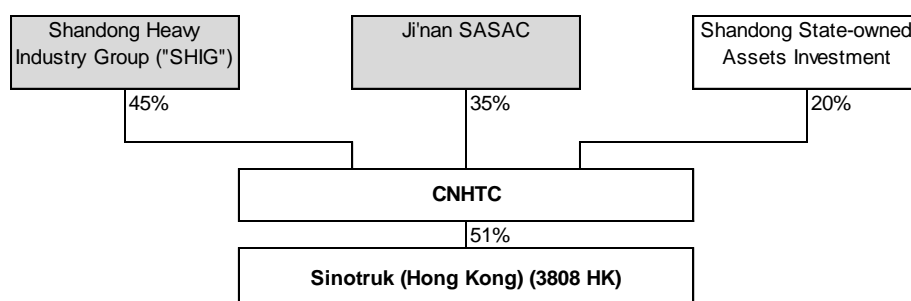 Shandong Heavy
Industry Group ("SHIG")
Ji'nan SASAC
Shandong State-owned
Assets Investment
45%
35%
20%
CNHTC
51%
Sinotruk (Hong Kong) (3808 HK)